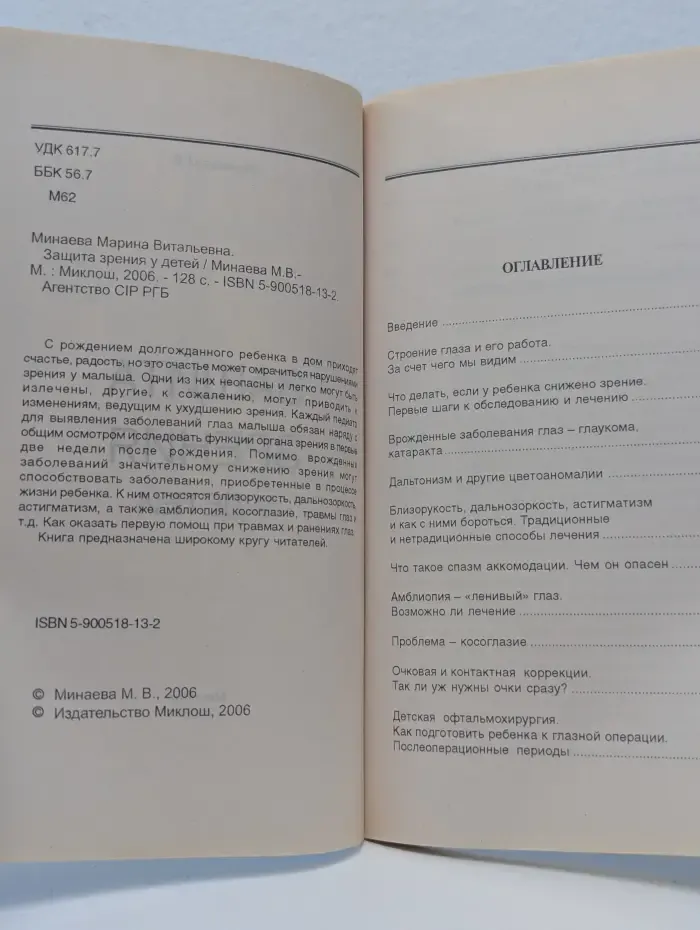 УДК 617.7
ББК 56.7
М62
Минаева Марина Витальевна.
Защита зрения у детей / Минаева М.В.-
М. : Миклош, 2006. - 128 с. - ISBN 5-900518-13-2
Агентство CIP РГБ
С рождением долгожданного ребенка в дом приходят
счастье, радость, но это счастье может омрачиться нарушениями
зрения у малыша. Одни из них неопасны и легко могут быть
излечены, другие, к сожалению, могут приводить к
изменениям, ведущим к ухудшению зрения. Каждый педиатр
для выявления заболеваний глаз малыша обязан наряду с
общим осмотром исследовать функции органа зрения в первые
две недели после рождения. Помимо врожденных
заболеваний значительному снижению зрения могут
способствовать заболевания, приобретенные в процессе
жизни ребенка. К ним относятся близорукость, дальнозоркость,
астигматизм, а также амблиопия, косоглазие, травмы глаз и
т.д. Как оказать первую помощь при травмах и ранениях глаз.
Книга предназначена широкому кругу читателей.
ISBN 5-900518-13-2
© Минаева М. В., 2006
© Издательство Миклош, 2006
ОГЛАВЛЕНИЕ
Введение
Строение глаза и его работа.
За счет чего мы видим
Что делать, если у ребенка снижено зрение.
Первые шаги к обследованию и лечению
Врожденные заболевания глаз – глаукома,
катаракта
Дальтонизм и другие цветоаномалии
Близорукость, дальнозоркость, астигматизм
и как с ними бороться. Традиционные
и нетрадиционные способы лечения
Что такое спазм аккомодации. Чем он опасен
Амблиопия – «ленивый» глаз.
Возможно ли лечение
Проблема – косоглазие
Очковая и контактная коррекции.
Так ли уж нужны очки сразу?
Детская офтальмохирургия.
Как подготовить ребенка к глазной операции.
Послеоперационные периоды